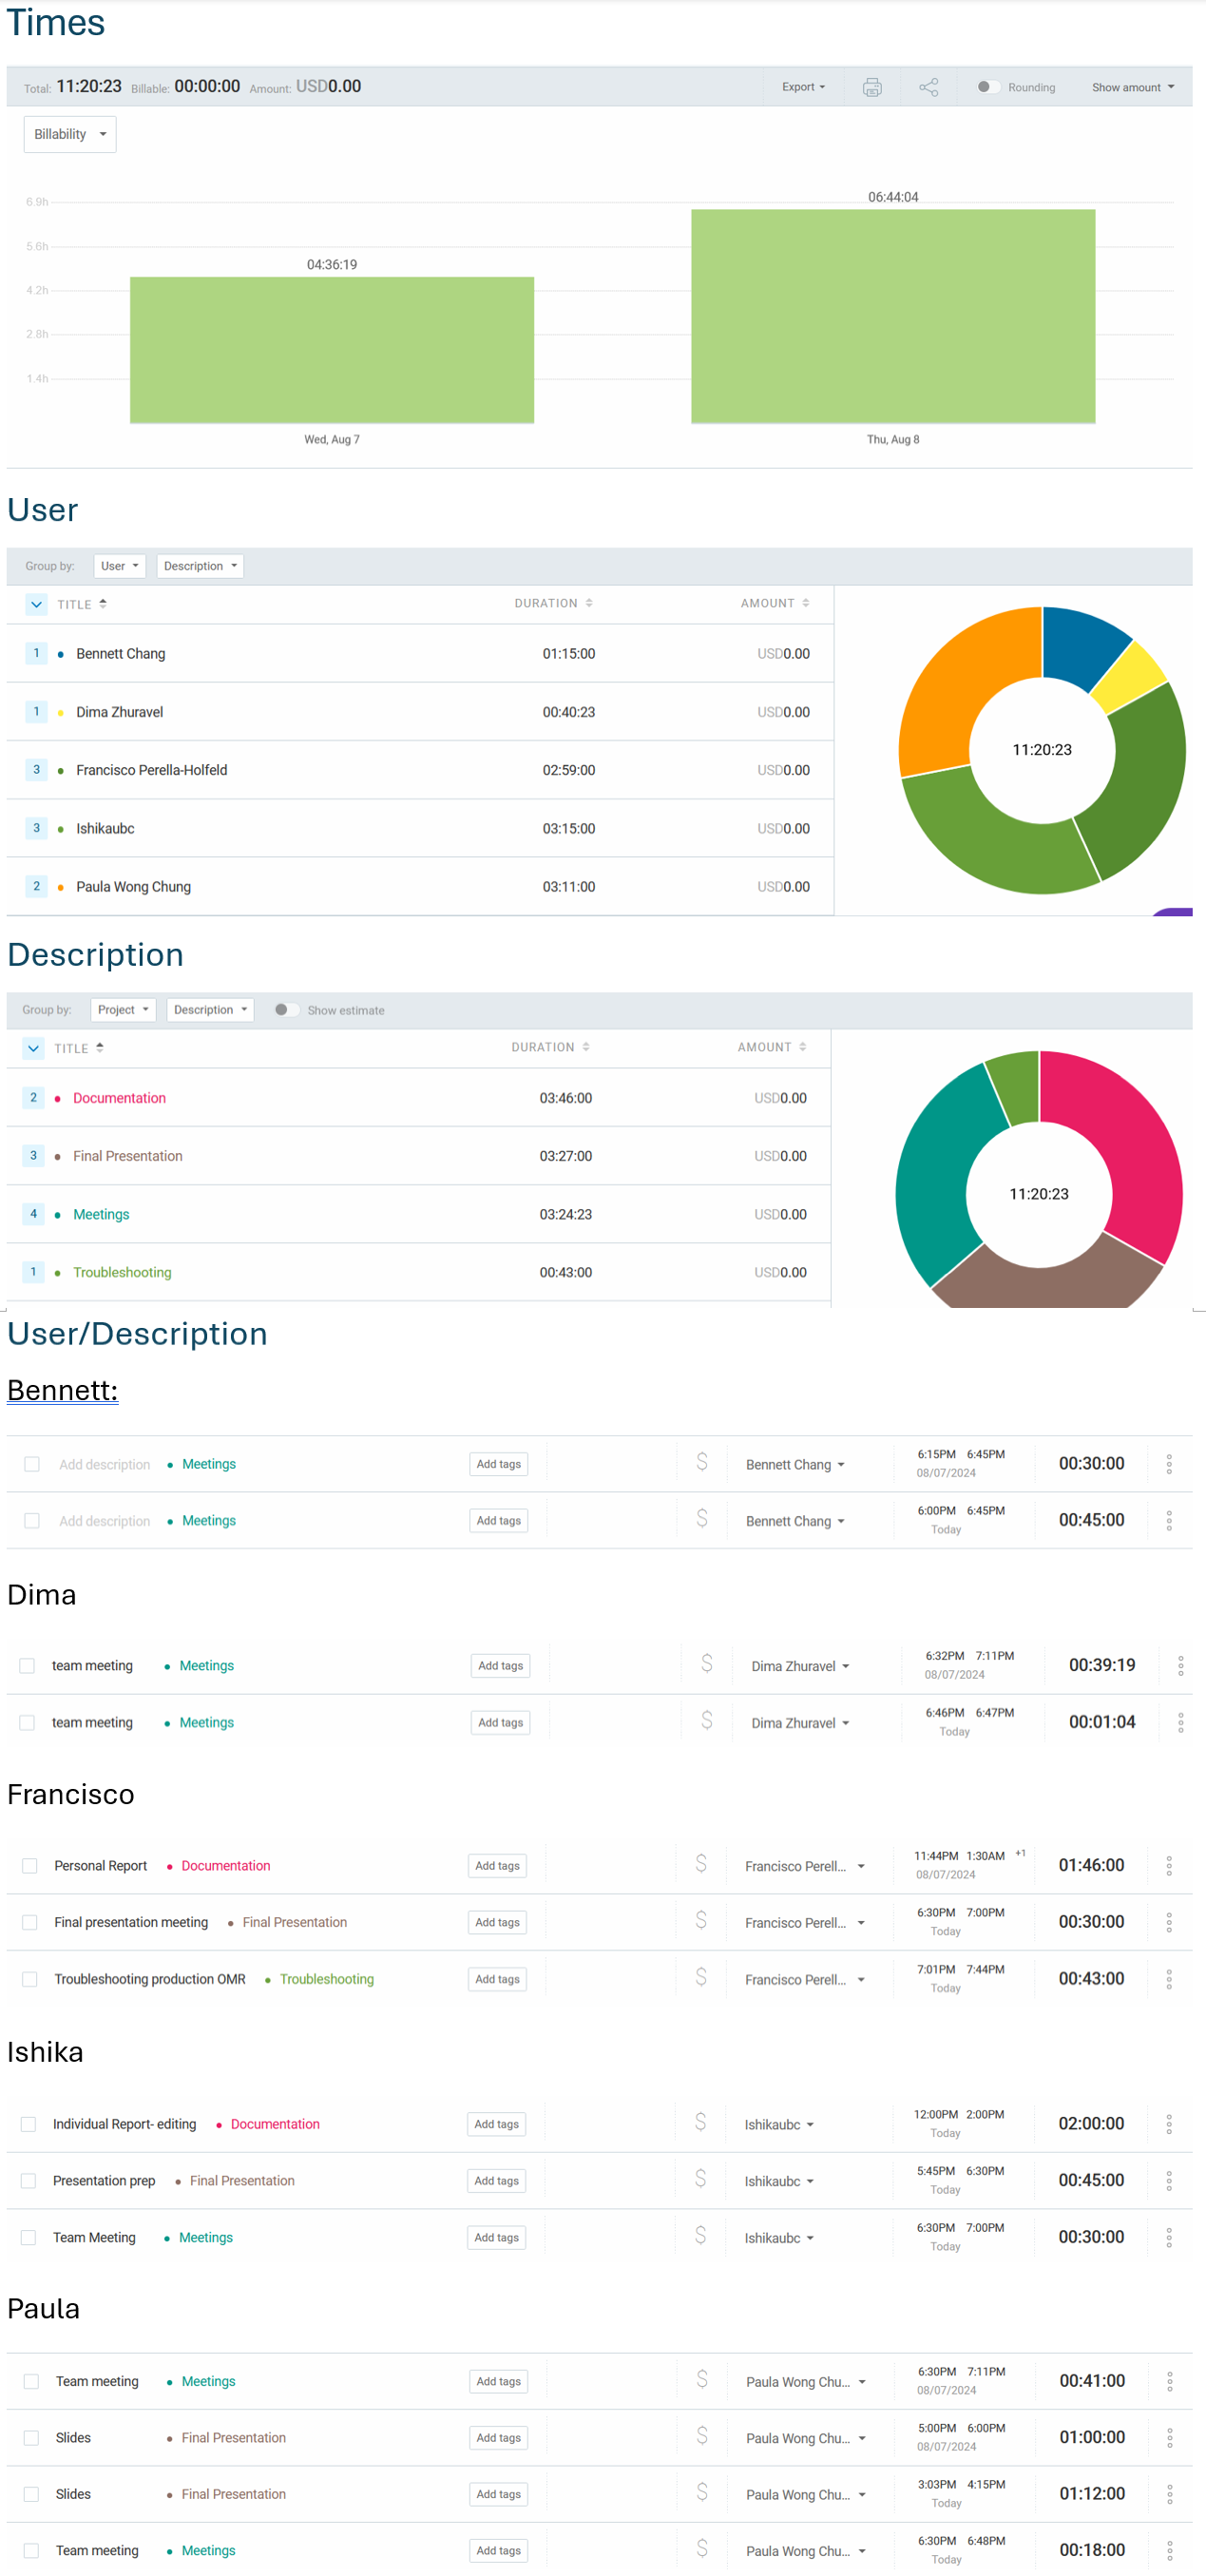 Times
Total: 11:20:23 Billable: 00:00:00 Amount: USD0.00 Export Rounding Show amount
Billability
06:44:04
6.9h
5.6h
04:36:19
4.2h
2.8h
1.4h
Wed, Aug 7 Thu, Aug 8
User
Group by: User Description
TITLE DURATION AMOUNT
1 Bennett Chang 01:15:00 USD0.00
1 Dima Zhuravel 00:40:23 USD0.00
11:20:23
3 Francisco Perella-Holfeld 02:59:00 USD0.00
3 Ishikaubc 03:15:00 USD0.00
2 Paula Wong Chung 03:11:00 USD0.00
Description
Group by: Project Description Show estimate
TITLE DURATION AMOUNT
2 Documentation 03:46:00 USD0.00
3 Final Presentation 03:27:00 USD0.00
11:20:23
4 Meetings 03:24:23 USD0.00
1 Troubleshooting 00:43:00 USD0.00
User/Description
Bennett:
Add description Meetings Add tags $ Bennett Chang 6:15PM 6:45PM 00:30:00
08/07/2024
Add description Meetings Add tags $ Bennett Chang 6:00PM 6:45PM 00:45:00
Today
Dima
team meeting Meetings Add tags $ Dima Zhuravel 6:32PM 7:11PM 00:39:19
08/07/2024
team meeting Meetings Add tags $ Dima Zhuravel 6:46PM 6:47PM 00:01:04
Today
Francisco
Personal Report Documentation Add tags $ Francisco Perell... 11:44PM 1:30AM +1 01:46:00
08/07/2024
Final presentation meeting Final Presentation Add tags $ Francisco Perell... 6:30PM 7:00PM 00:30:00
Today
Troubleshooting production OMR Troubleshooting Add tags $ Francisco Perell... 7:01PM 7:44PM 00:43:00
Today
Ishika
Individual Report- editing Documentation Add tags $ Ishikaubc 12:00PM 2:00PM 02:00:00
Today
Presentation prep Final Presentation Add tags $ Ishikaubc 5:45PM 6:30PM 00:45:00
Today
Team Meeting Meetings Add tags $ Ishikaubc 6:30PM 7:00PM 00:30:00
Today
Paula
Team meeting Meetings Add tags $ Paula Wong Chu... 6:30PM 7:11PM 00:41:00
08/07/2024
Slides Final Presentation Add tags $ Paula Wong Chu... 5:00PM 6:00PM 01:00:00
08/07/2024
Slides Final Presentation Add tags $ Paula Wong Chu... 3:03PM 4:15PM 01:12:00
Today
Team meeting Meetings Add tags $ Paula Wong Chu... 6:30PM 6:48PM 00:18:00
Today